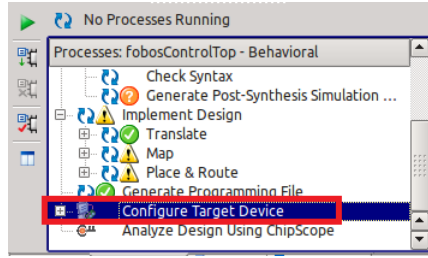 No Processes Running
Processes: fobosControlTop - Behavioral
Check Syntax
Generate Post-Synthesis Simulation ...
Implement Design
Translate
Map
Place & Route
Generate Programming File
Configure Target Device
Analyze Design Using ChipScope